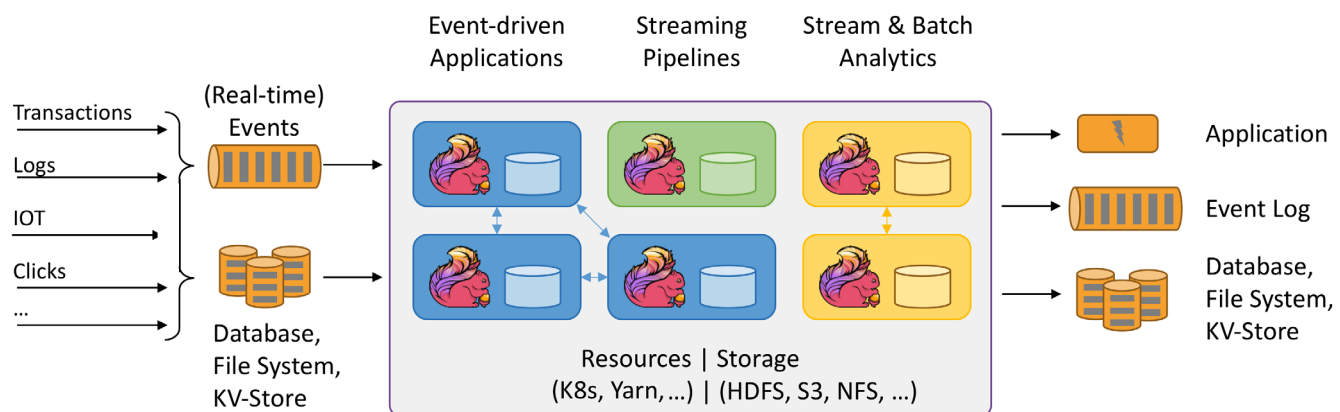 Event-driven
Applications
Streaming
Pipelines
Stream & Batch
Analytics
Transactions
Logs
IOT
Clicks
...
(Real-time)
Events
Database,
File System,
KV-Store
Resources | Storage
(K8s, Yarn, ...) | (HDFS, S3, NFS, ...)
Application
Event Log
Database,
File System,
KV-Store